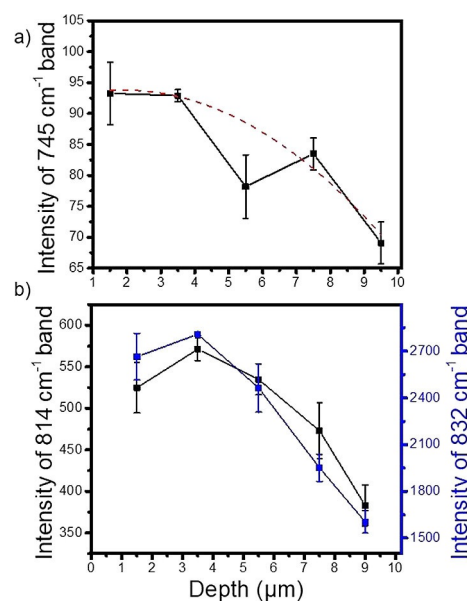 a)
Intensity of 745 cm⁻¹ band
105
100
95
90
85
80
75
70
65
1 2 3 4 5 6 7 8 9 10
b)
Intensity of 814 cm⁻¹ band
600
550
500
450
400
350
2700
2400
2100
1800
1500
Intensity of 832 cm⁻¹ band
0 1 2 3 4 5 6 7 8 9 10
Depth (µm)